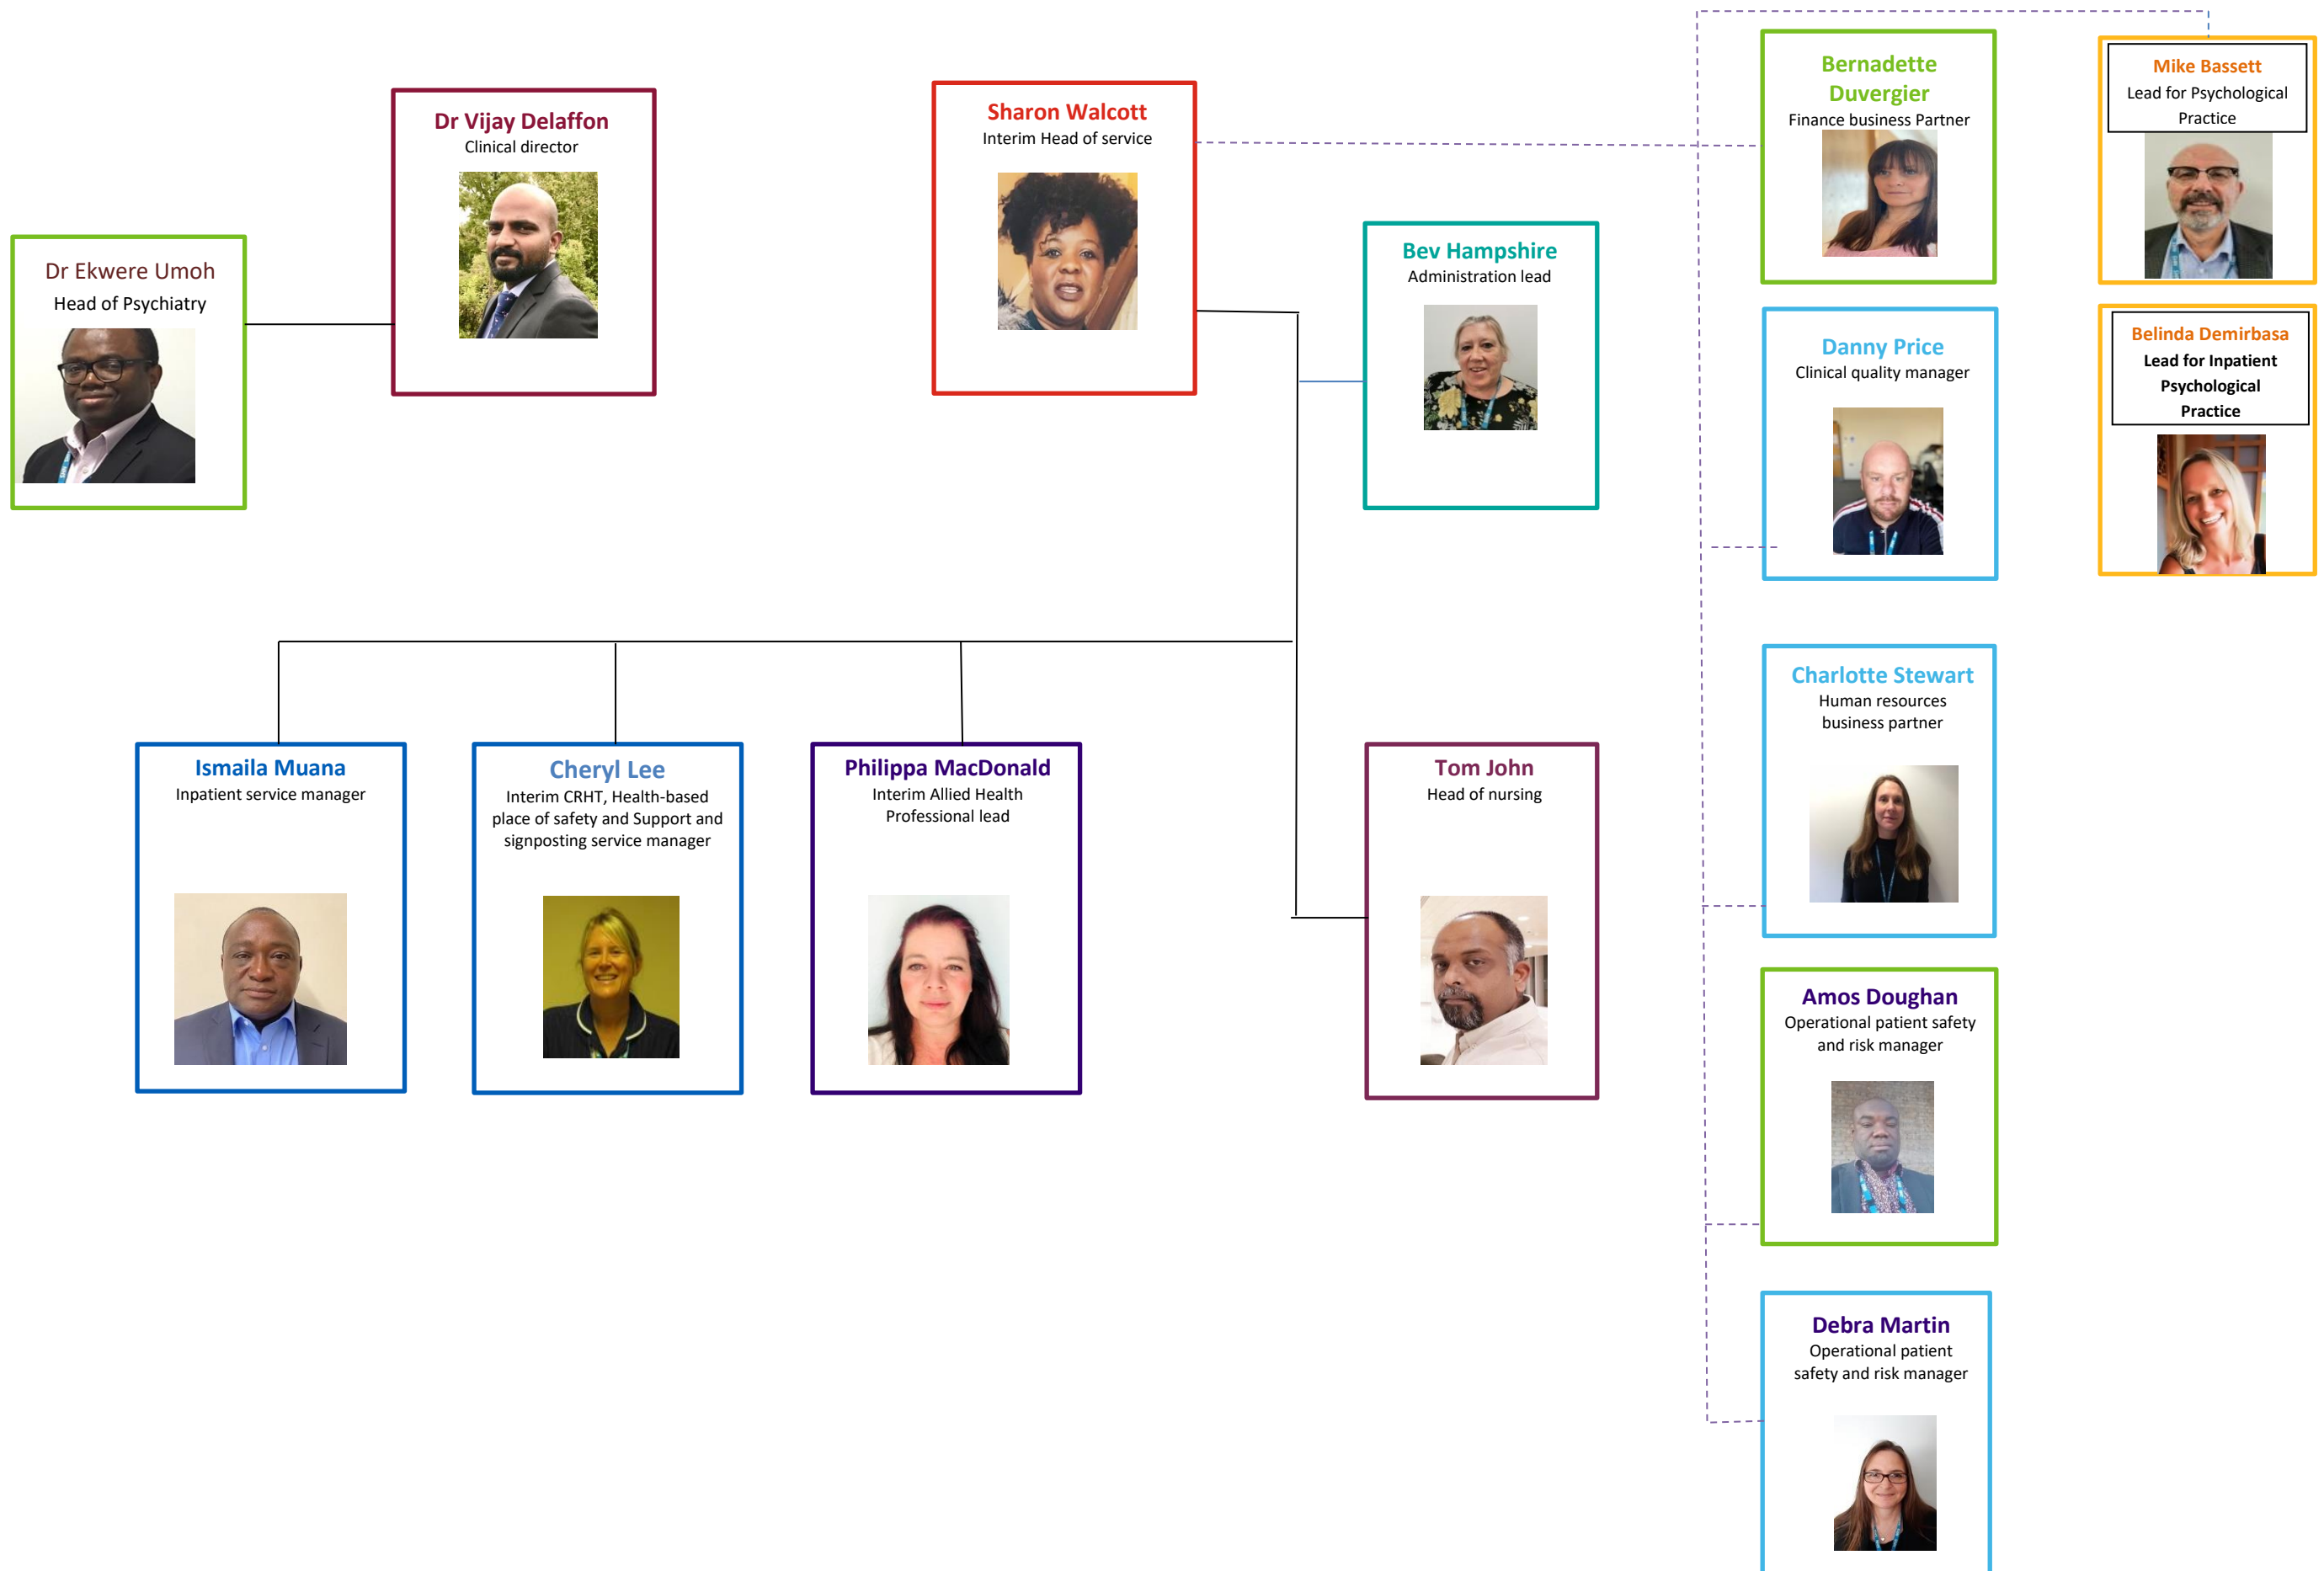 Dr Ekwere Umoh
Head of Psychiatry
Dr Vijay Delaffon
Clinical director
Sharon Walcott
Interim Head of service
Bev Hampshire
Administration lead
Bernadette
Duvergier
Finance business Partner
Mike Bassett
Lead for Psychological
Practice
Danny Price
Clinical quality manager
Belinda Demirbasa
Lead for Inpatient
Psychological
Practice
Charlotte Stewart
Human resources
business partner
Ismaila Muana
Inpatient service manager
Cheryl Lee
Interim CRHT, Health-based
place of safety and Support and
signposting service manager
Philippa MacDonald
Interim Allied Health
Professional lead
Tom John
Head of nursing
Amos Doughan
Operational patient safety
and risk manager
Debra Martin
Operational patient
safety and risk manager